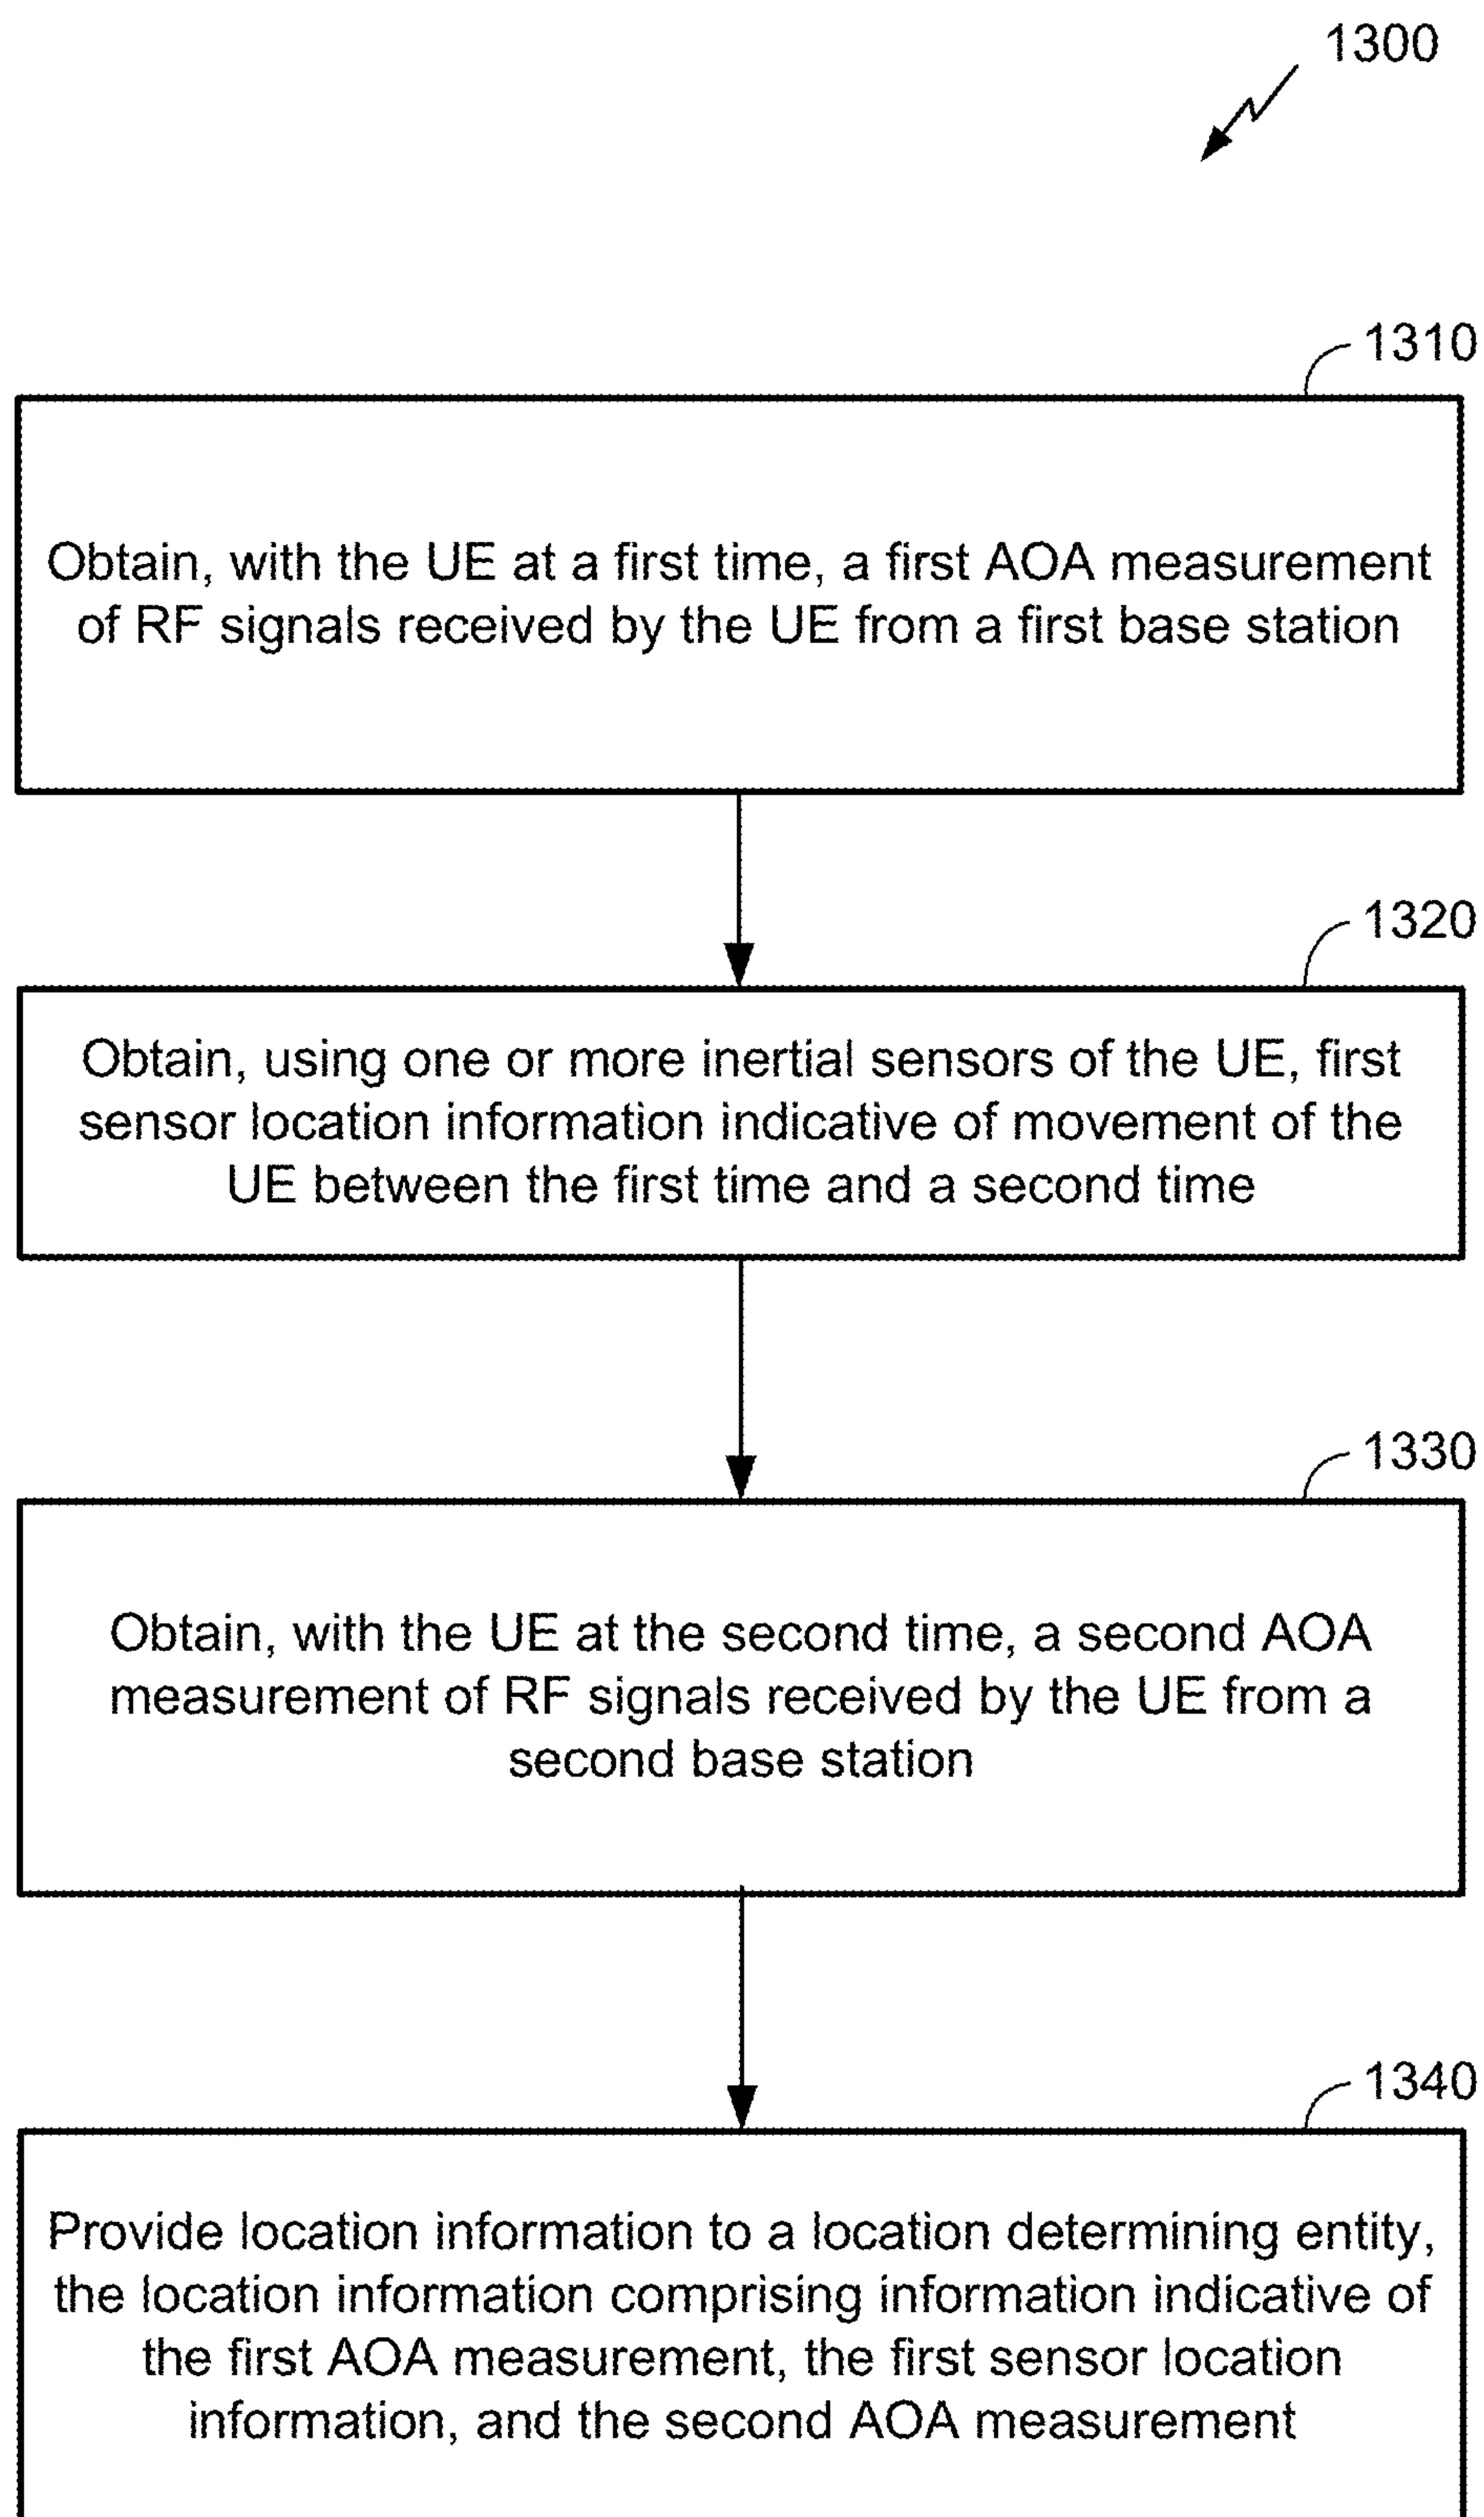 1300
1310
Obtain, with the UE at a first time, a first AOA measurement
of RF signals received by the UE from a first base station
1320
Obtain, using one or more inertial sensors of the UE, first
sensor location information indicative of movement of the
UE between the first time and a second time
1330
Obtain, with the UE at the second time, a second AOA
measurement of RF signals received by the UE from a
second base station
1340
Provide location information to a location determining entity,
the location information comprising information indicative of
the first AOA measurement, the first sensor location
information, and the second AOA measurement